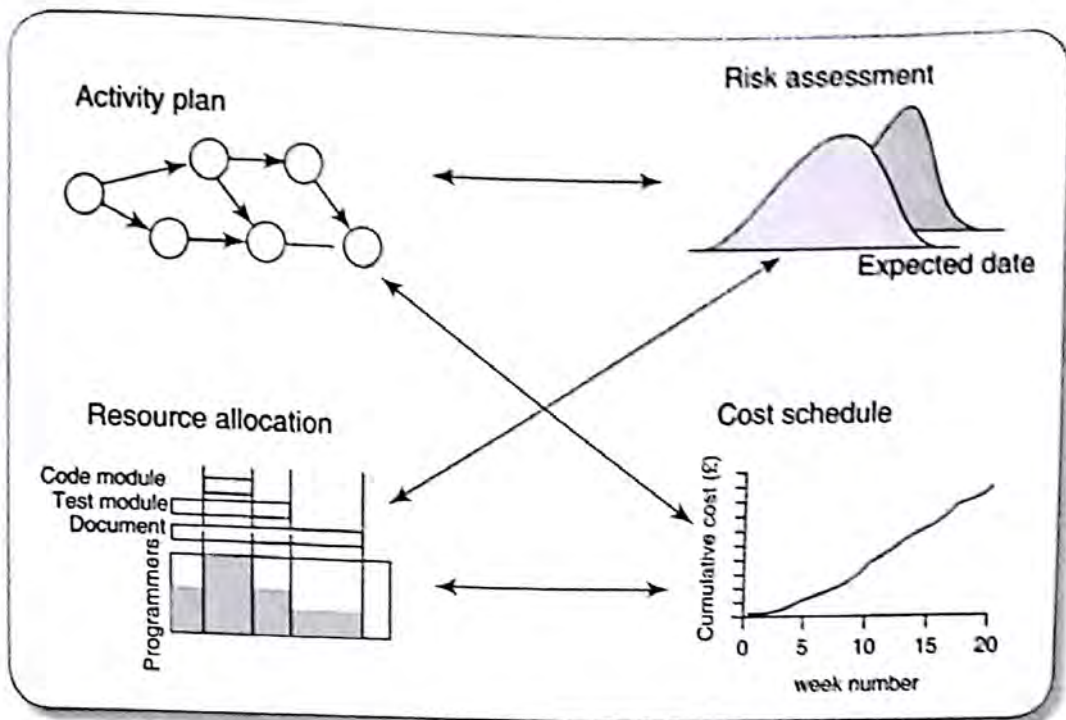 Activity plan
Risk assessment
Expected date
Resource allocation
Code module
Test module
Document
Programmers
Cost schedule
Cumulative cost (£)
0 5 10 15 20
week number